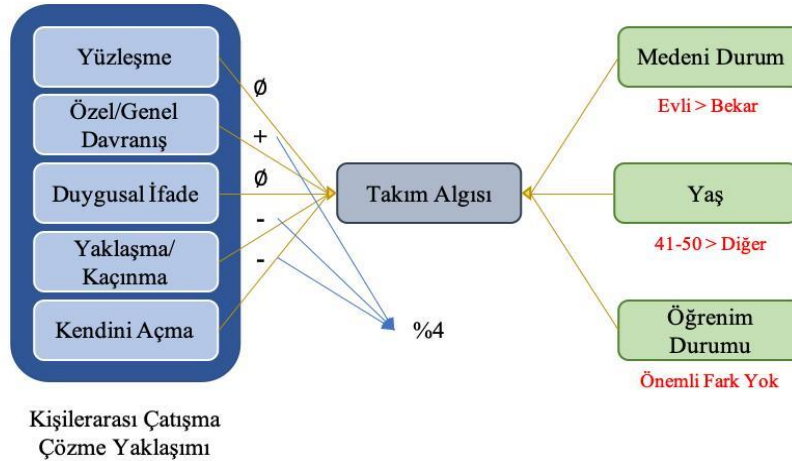 Yüzleşme
Özel/Genel
Davranış
Duygusal İfade
Yaklaşma/
Kaçınma
Kendini Açma
Kişilerarası Çatışma
Çözme Yaklaşımı
Ø
+
Ø
-
-
%4
Takım Algısı
Medeni Durum
Evli > Bekar
Yaş
41-50 > Diğer
Öğrenim
Durumu
Önemli Fark Yok